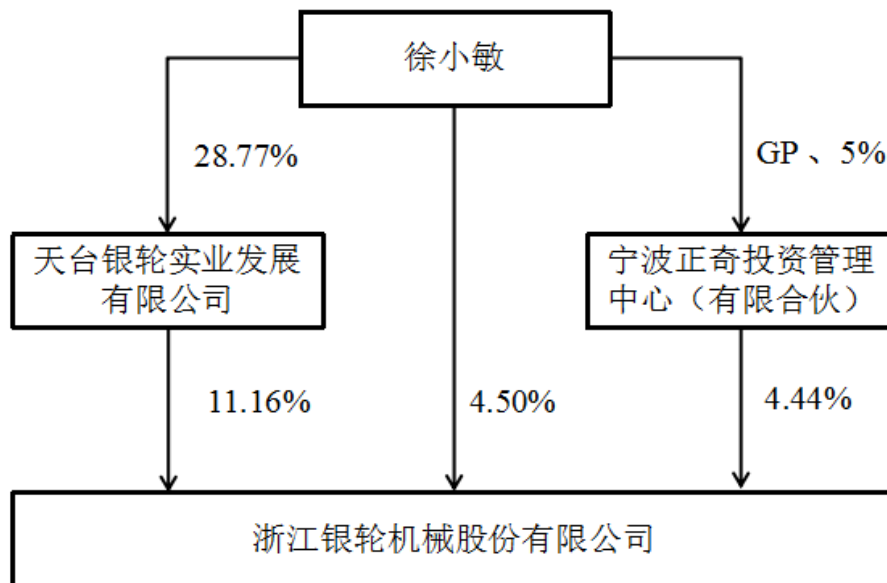 徐小敏
28.77%
GP 、5%
天台银轮实业发展
有限公司
宁波正奇投资管理
中心（有限合伙）
11.16%
4.50%
4.44%
浙江银轮机械股份有限公司